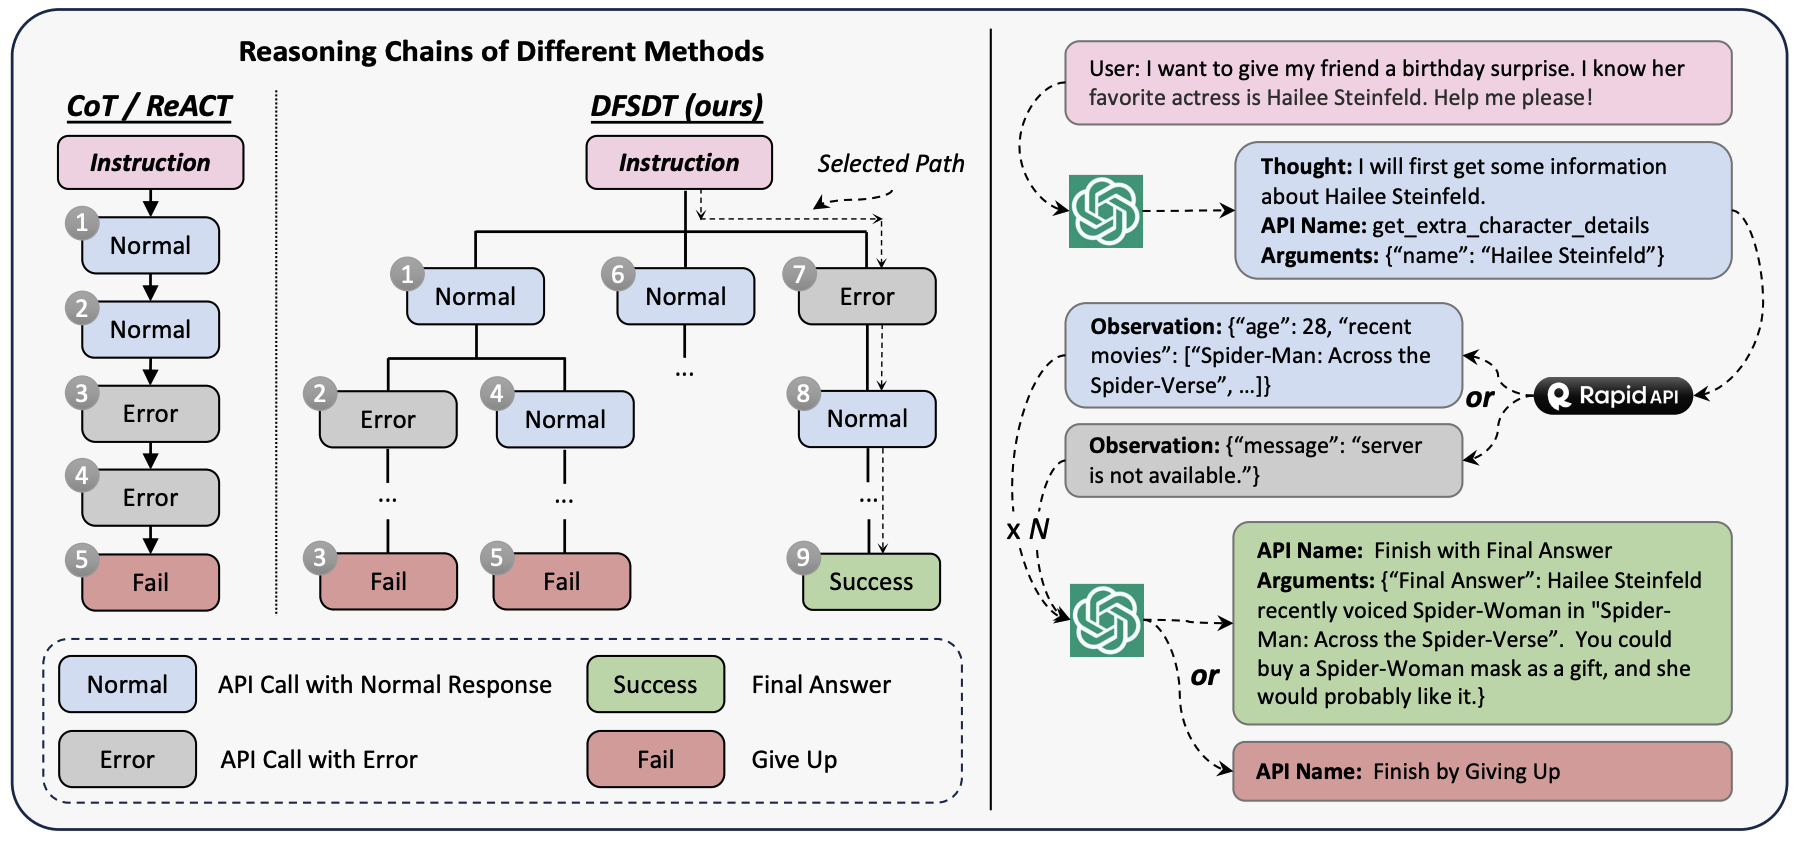 Reasoning Chains of Different Methods
CoT / ReACT
Instruction
1
Normal
2
Normal
3
Error
4
Error
5
Fail
DFSDT (ours)
Instruction
Selected Path
1
Normal
6
Normal
...
7
Error
2
Error
...
3
Fail
4
Normal
...
5
Fail
8
Normal
...
9
Success
Normal
API Call with Normal Response
Success
Final Answer
Error
API Call with Error
Fail
Give Up
User: I want to give my friend a birthday surprise. I know her
favorite actress is Hailee Steinfeld. Help me please!
Thought: I will first get some information
about Hailee Steinfeld.
API Name: get_extra_character_details
Arguments: {“name”: “Hailee Steinfeld”}
Observation: {“age”: 28, “recent
movies”: [“Spider-Man: Across the
Spider-Verse”, …]}
or
Rapid API
Observation: {“message”: “server
is not available.”}
x N
API Name: Finish with Final Answer
Arguments: {“Final Answer”: Hailee Steinfeld
recently voiced Spider-Woman in "Spider-
Man: Across the Spider-Verse”. You could
buy a Spider-Woman mask as a gift, and she
would probably like it.}
or
API Name: Finish by Giving Up